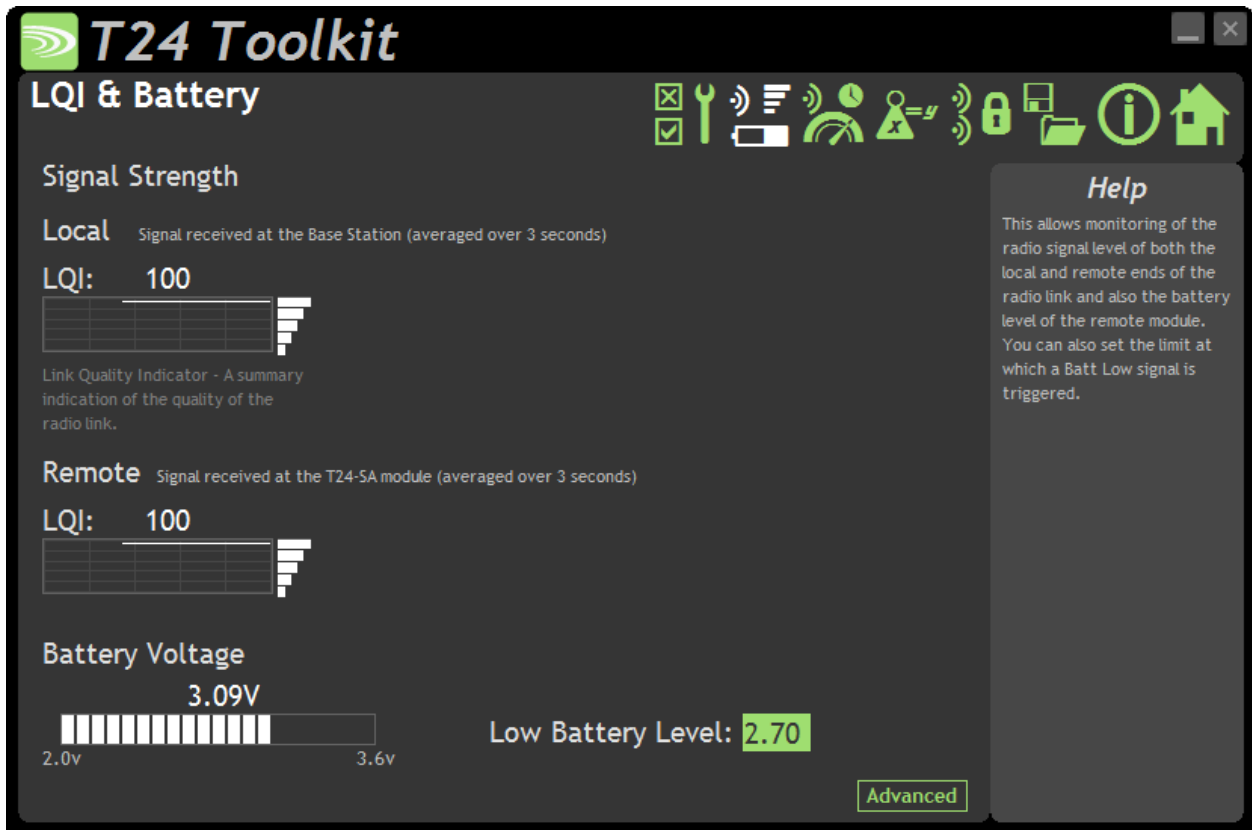 T24 Toolkit
LQI & Battery
x=y
Signal Strength
Local Signal received at the Base Station (averaged over 3 seconds)
LQI: 100
Link Quality Indicator - A summary
indication of the quality of the
radio link.
Remote Signal received at the T24-SA module (averaged over 3 seconds)
LQI: 100
Battery Voltage
3.09V
2.0v 3.6v
Low Battery Level: 2.70
Advanced
Help
This allows monitoring of the
radio signal level of both the
local and remote ends of the
radio link and also the battery
level of the remote module.
You can also set the limit at
which a Batt Low signal is
triggered.